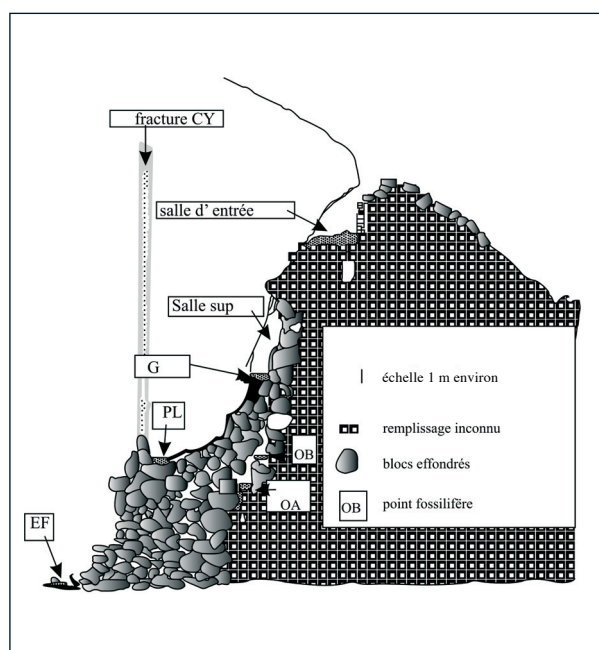 fracture CY
salle d' entrée
Salle sup
G
PL
EF
OB
OA
échelle 1 m environ
remplissage inconnu
blocs effondrés
OB
point fossilifère